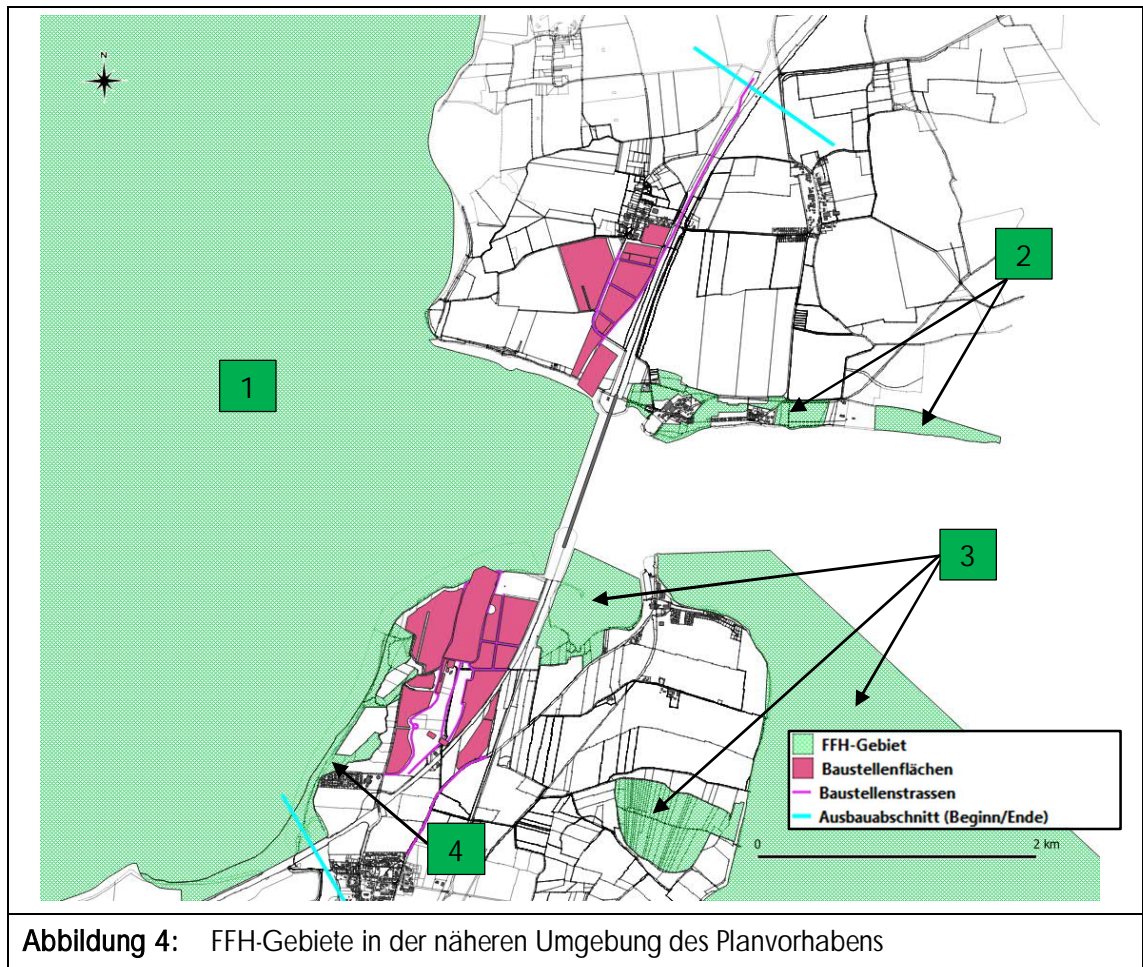 N
2
1
3
FFH-Gebiet
Baustellenflächen
Baustellenstrassen
Ausbauabschnitt (Beginn/Ende)
4
0 2 km
Abbildung 4: FFH-Gebiete in der näheren Umgebung des Planvorhabens